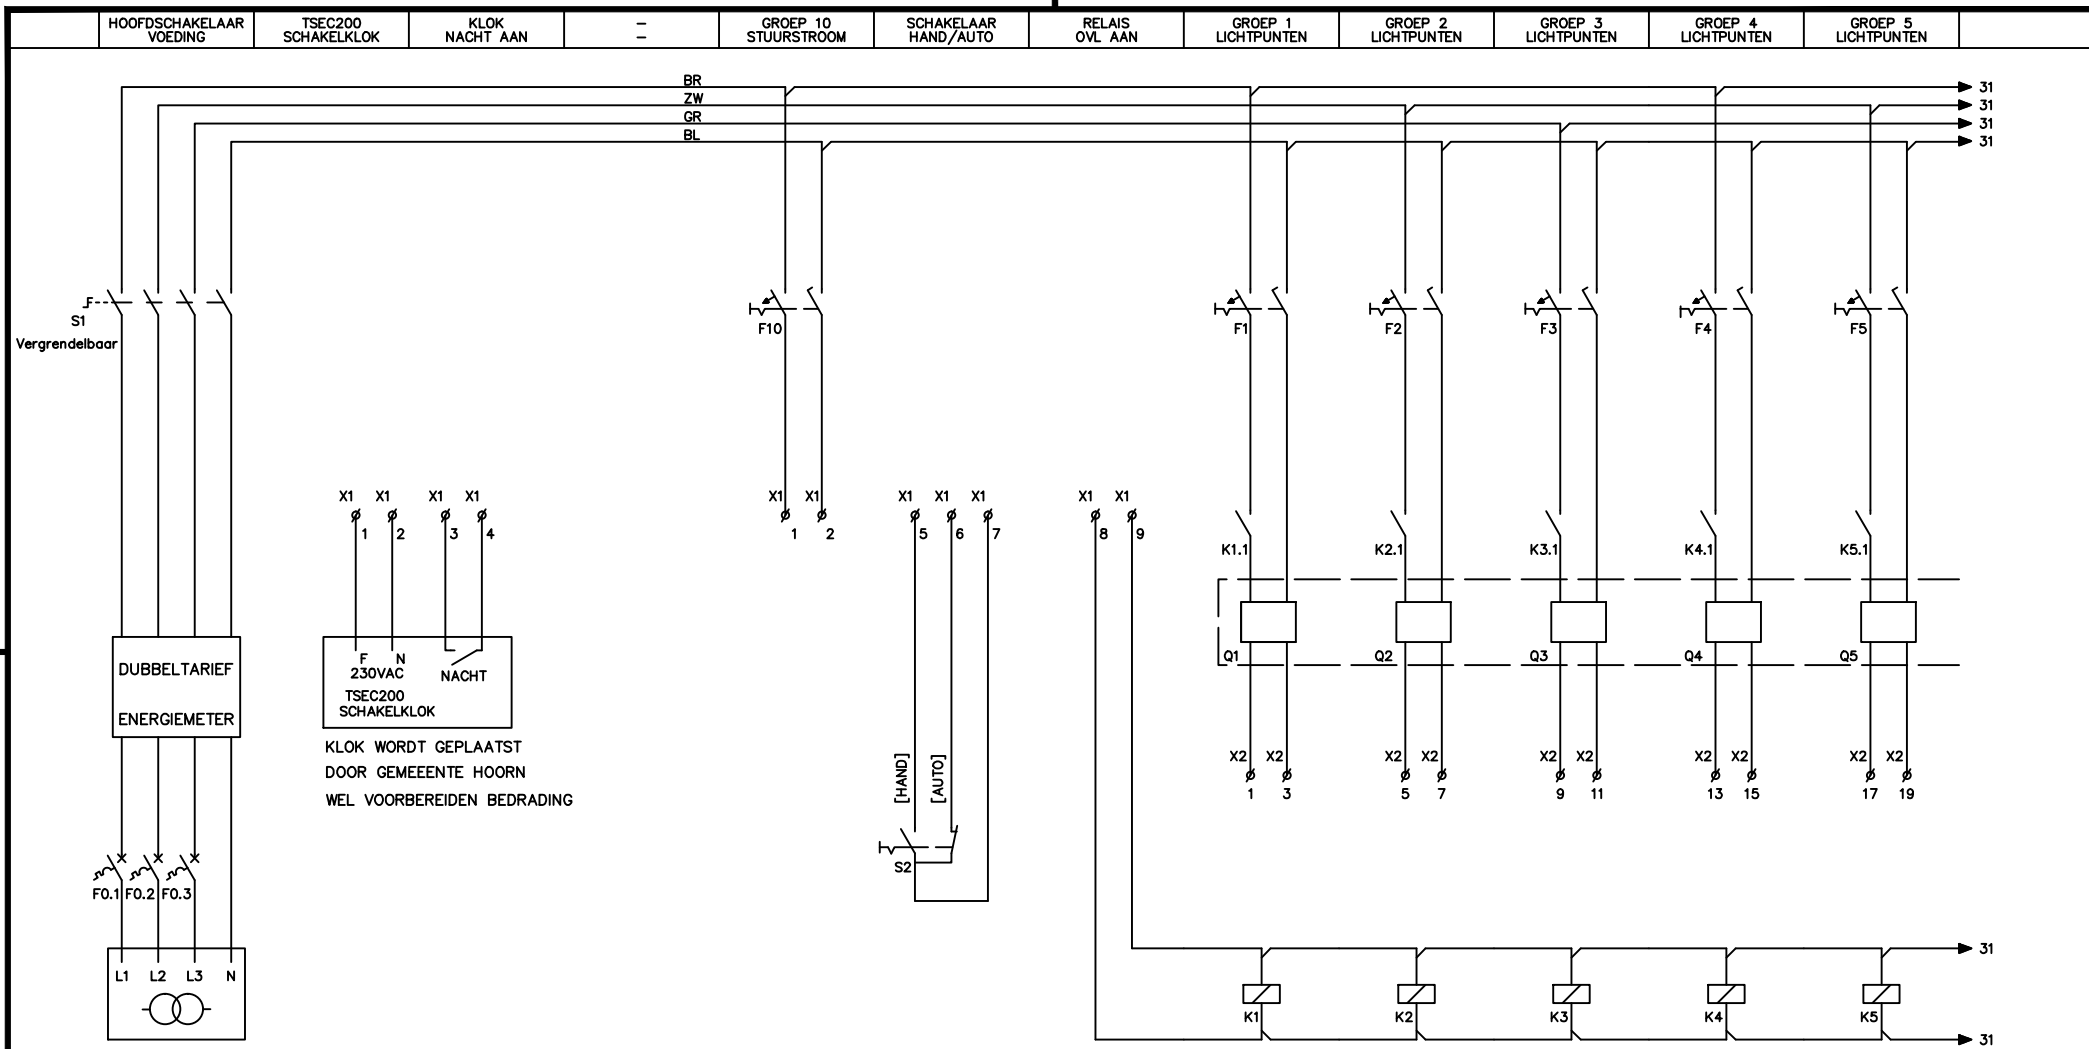 HOOFDSCHAKELAAR
VOEDING
TSEC200
SCHAKELKLOK
KLOK
NACHT AAN
–
–
GROEP 10
STUURSTROOM
SCHAKELAAR
HAND/AUTO
RELAIS
OVL AAN
GROEP 1
LICHTPUNTEN
GROEP 2
LICHTPUNTEN
GROEP 3
LICHTPUNTEN
GROEP 4
LICHTPUNTEN
GROEP 5
LICHTPUNTEN
BR
31
ZW
31
GR
31
BL
31
S1
Vergrendelbaar
F10
F1
F2
F3
F4
F5
X1 X1 X1 X1 X1 X1 X1 X1 X1 X1 X1
1 2 3 4 1 2 5 6 7 8 9
K1.1 K2.1 K3.1 K4.1 K5.1
Q1 Q2 Q3 Q4 Q5
DUBBELTARIEF
ENERGIEMETER
F N
230VAC
NACHT
TSEC200
SCHAKELKLOK
KLOK WORDT GEPLAATST
DOOR GEMEEENTE HOORN
WEL VOORBEREIDEN BEDRADING
[HAND]
[AUTO]
X2 X2 X2 X2 X2 X2 X2 X2 X2 X2
1 3 5 7 9 11 13 15 17 19
S2
F0.1 F0.2 F0.3
31
L1 L2 L3 N
K1 K2 K3 K4 K5
31